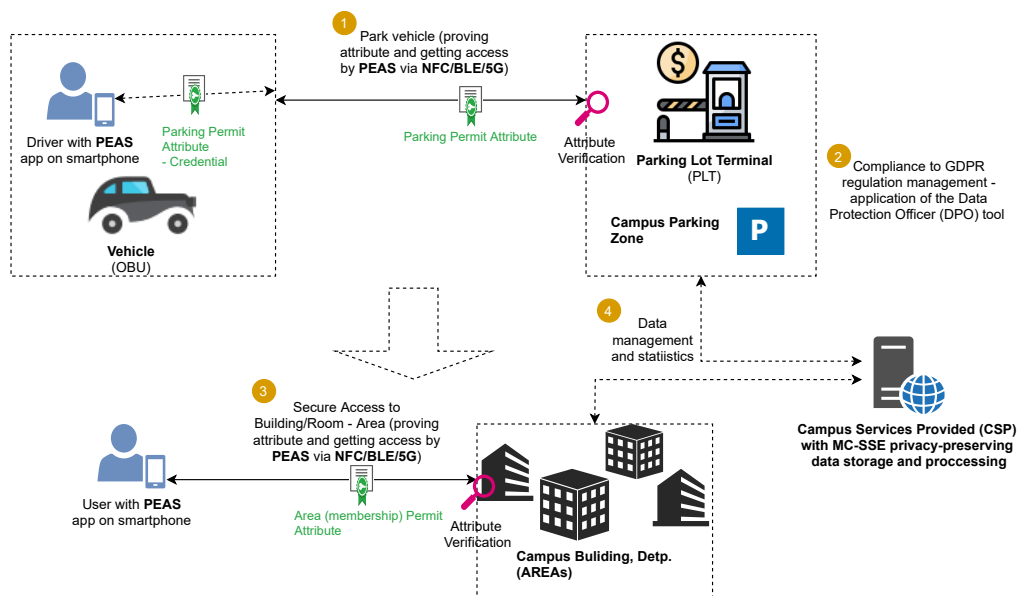 1
Park vehicle (proving
attribute and getting access
by PEAS via NFC/BLE/5G)
Driver with PEAS
app on smartphone
Parking Permit
Attribute
- Credential
Vehicle
(OBU)
Parking Permit Attribute
Attribute
Verification
Parking Lot Terminal
(PLT)
Campus Parking
Zone
P
2
Compliance to GDPR
regulation management -
application of the Data
Protection Officer (DPO) tool
4
Data
management
and statiistics
3
Secure Access to
Building/Room - Area (proving
attribute and getting access by
PEAS via NFC/BLE/5G)
User with PEAS
app on smartphone
Area (membership) Permit
Attribute
Attribute
Verification
Campus Buliding, Detp.
(AREAs)
Campus Services Provided (CSP)
with MC-SSE privacy-preserving
data storage and proccessing
$